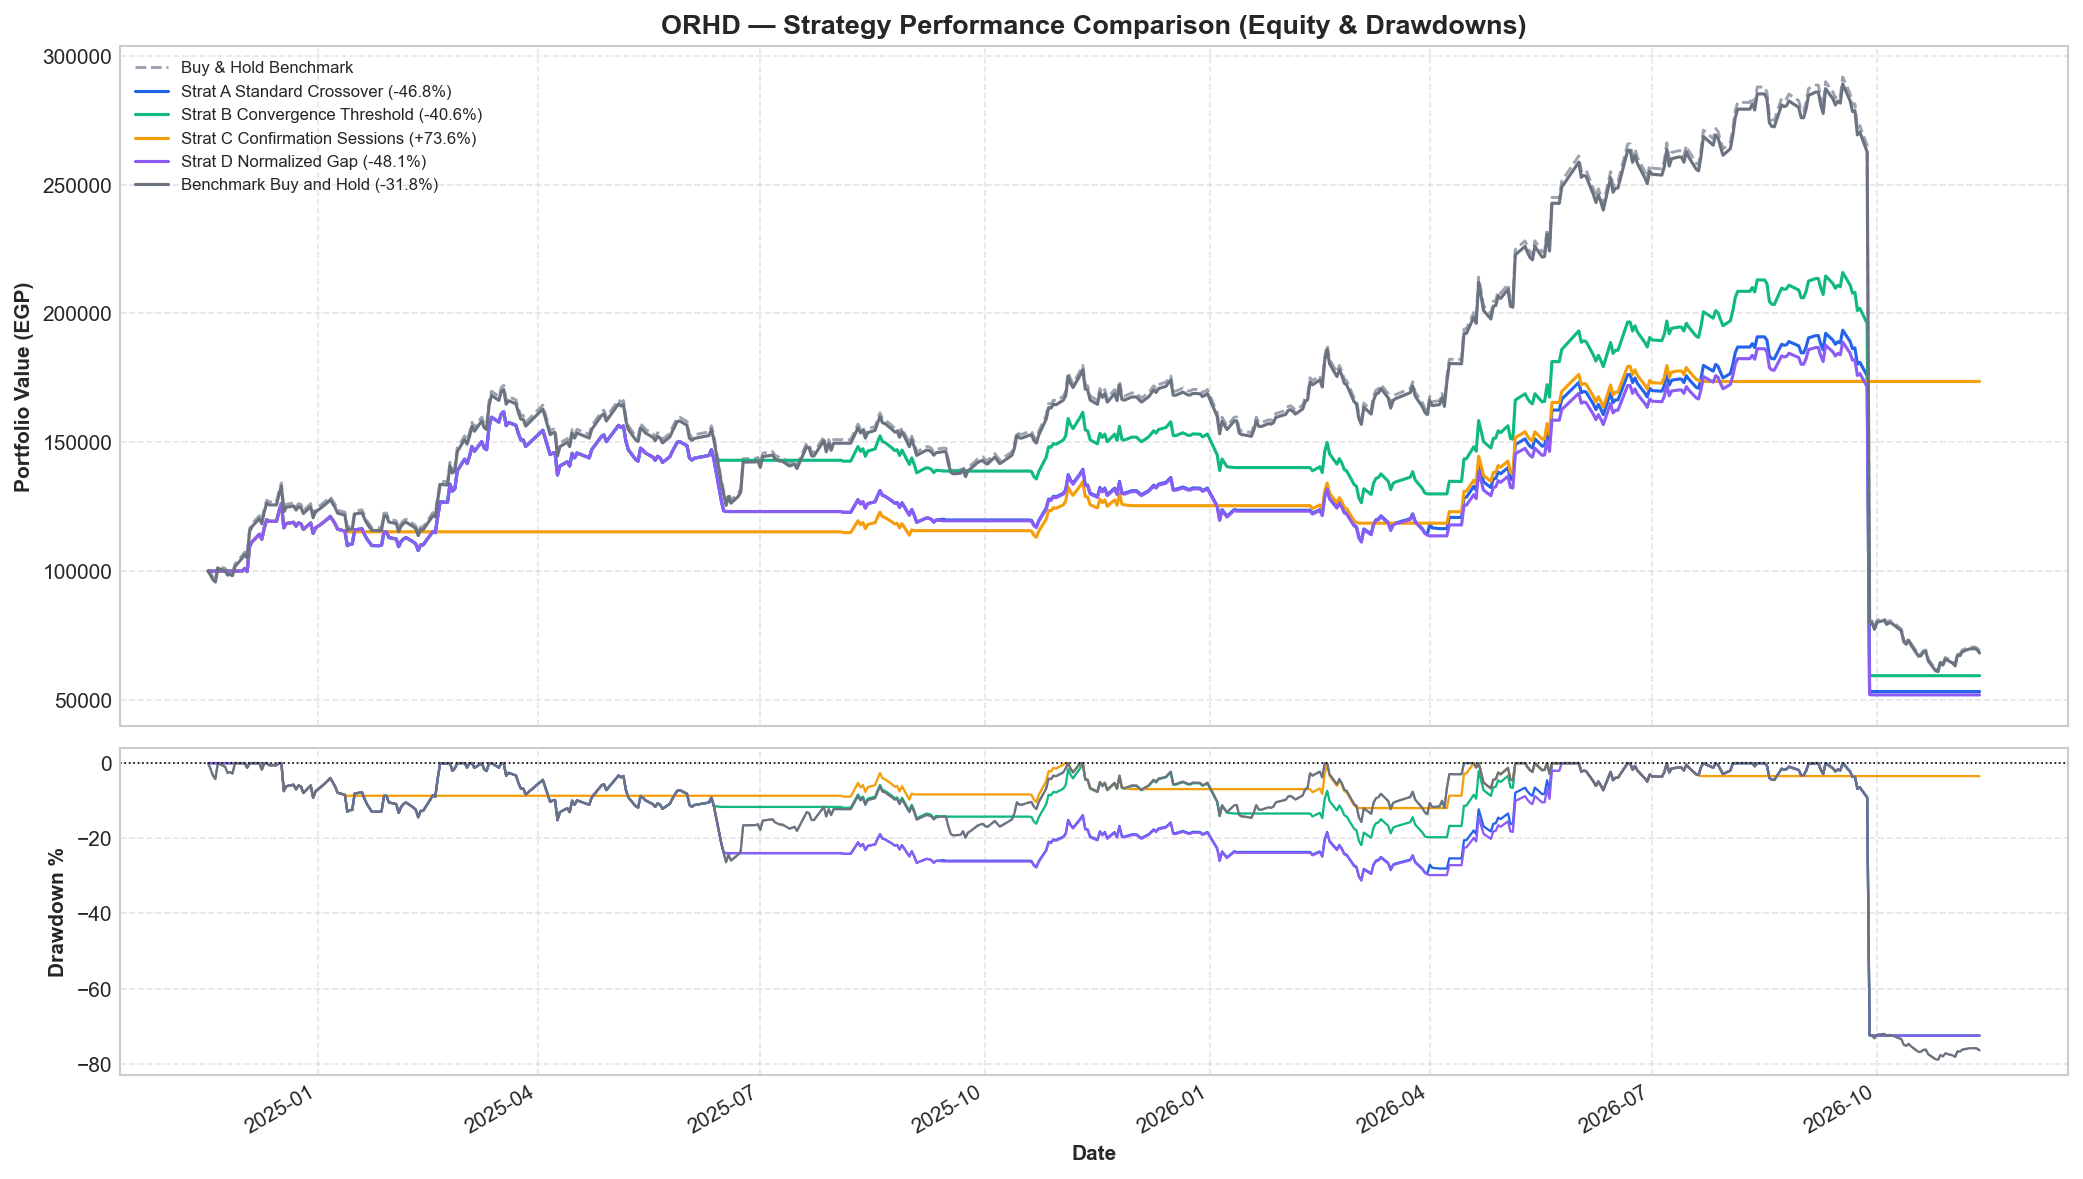 ORHD — Strategy Performance Comparison (Equity & Drawdowns)
Buy & Hold Benchmark
Strat A Standard Crossover (-46.8%)
Strat B Convergence Threshold (-40.6%)
Strat C Confirmation Sessions (+73.6%)
Strat D Normalized Gap (-48.1%)
Benchmark Buy and Hold (-31.8%)
Portfolio Value (EGP)
300000
250000
200000
150000
100000
50000
Drawdown %
0
−20
−40
−60
−80
2025-01
2025-04
2025-07
2025-10
2026-01
2026-04
2026-07
2026-10
Date